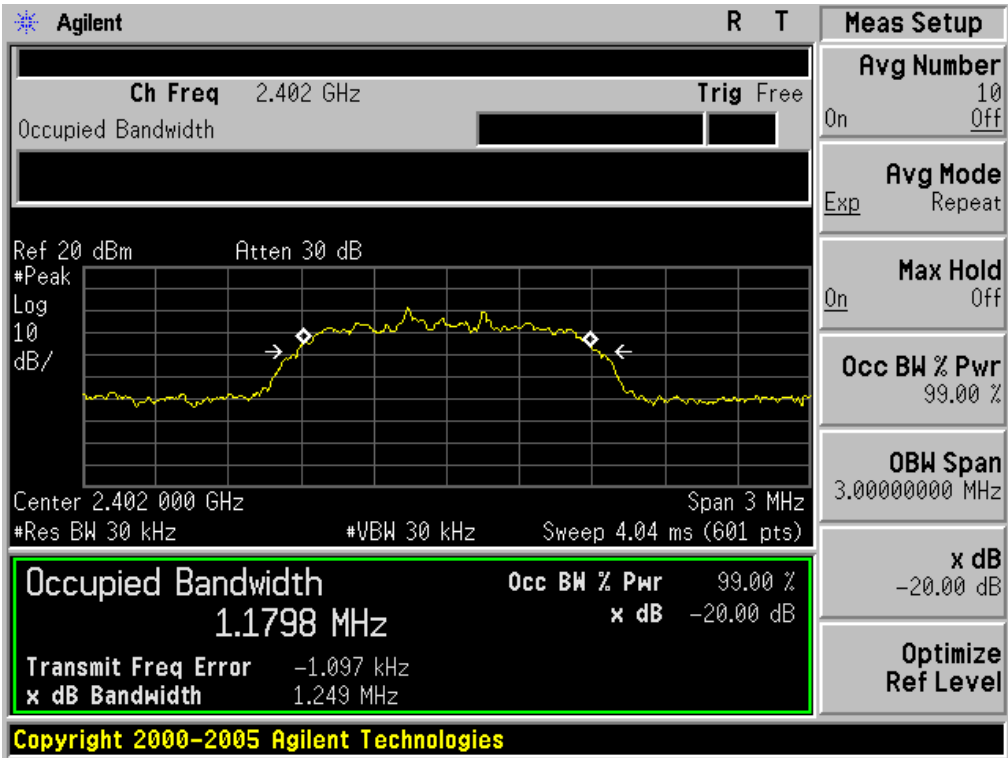 Agilent R T
Ch Freq 2.402 GHz Trig Free
Occupied Bandwidth
Ref 20 dBm Atten 30 dB
#Peak
Log
10
dB/
Center 2.402 000 GHz Span 3 MHz
#Res BW 30 kHz #VBW 30 kHz Sweep 4.04 ms (601 pts)
Occupied Bandwidth Occ BW % Pwr 99.00 %
1.1798 MHz x dB -20.00 dB
Transmit Freq Error -1.097 kHz
x dB Bandwidth 1.249 MHz
Copyright 2000-2005 Agilent Technologies
Meas Setup
Avg Number
10
On Off
Avg Mode
Exp Repeat
Max Hold
On Off
Occ BW % Pwr
99.00 %
OBW Span
3.00000000 MHz
x dB
-20.00 dB
Optimize
Ref Level